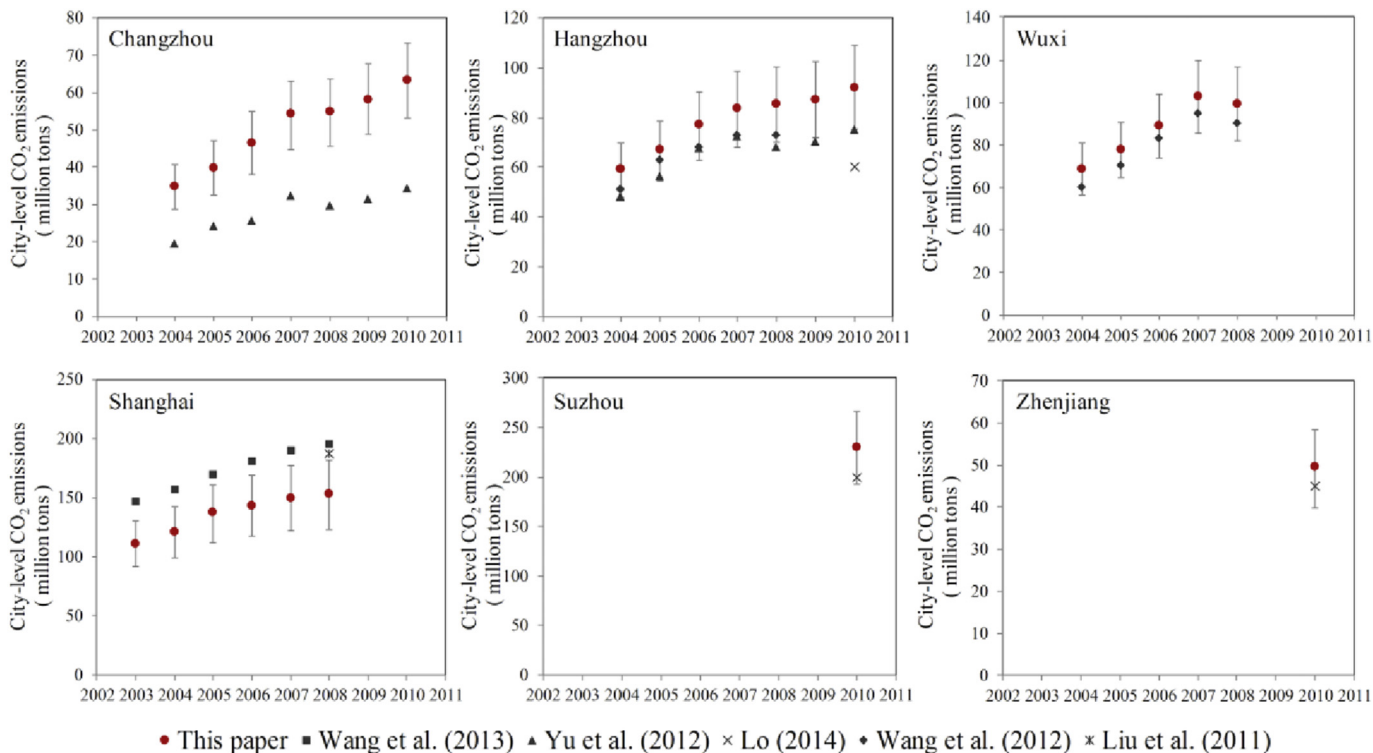 Changzhou
City-level CO₂ emissions
( million tons)
80
70
60
50
40
30
20
10
0
2002 2003 2004 2005 2006 2007 2008 2009 2010 2011
Hangzhou
City-level CO₂ emissions
( million tons)
120
100
80
60
40
20
0
2002 2003 2004 2005 2006 2007 2008 2009 2010 2011
Wuxi
City-level CO₂ emissions
( million tons)
140
120
100
80
60
40
20
0
2002 2003 2004 2005 2006 2007 2008 2009 2010 2011
Shanghai
City-level CO₂ emissions
( million tons)
250
200
150
100
50
0
2002 2003 2004 2005 2006 2007 2008 2009 2010 2011
Suzhou
City-level CO₂ emissions
( million tons)
300
250
200
150
100
50
0
2002 2003 2004 2005 2006 2007 2008 2009 2010 2011
Zhenjiang
City-level CO₂ emissions
( million tons)
70
60
50
40
30
20
10
0
2002 2003 2004 2005 2006 2007 2008 2009 2010 2011
This paper Wang et al. (2013) Yu et al. (2012) Lo (2014) Wang et al. (2012) Liu et al. (2011)